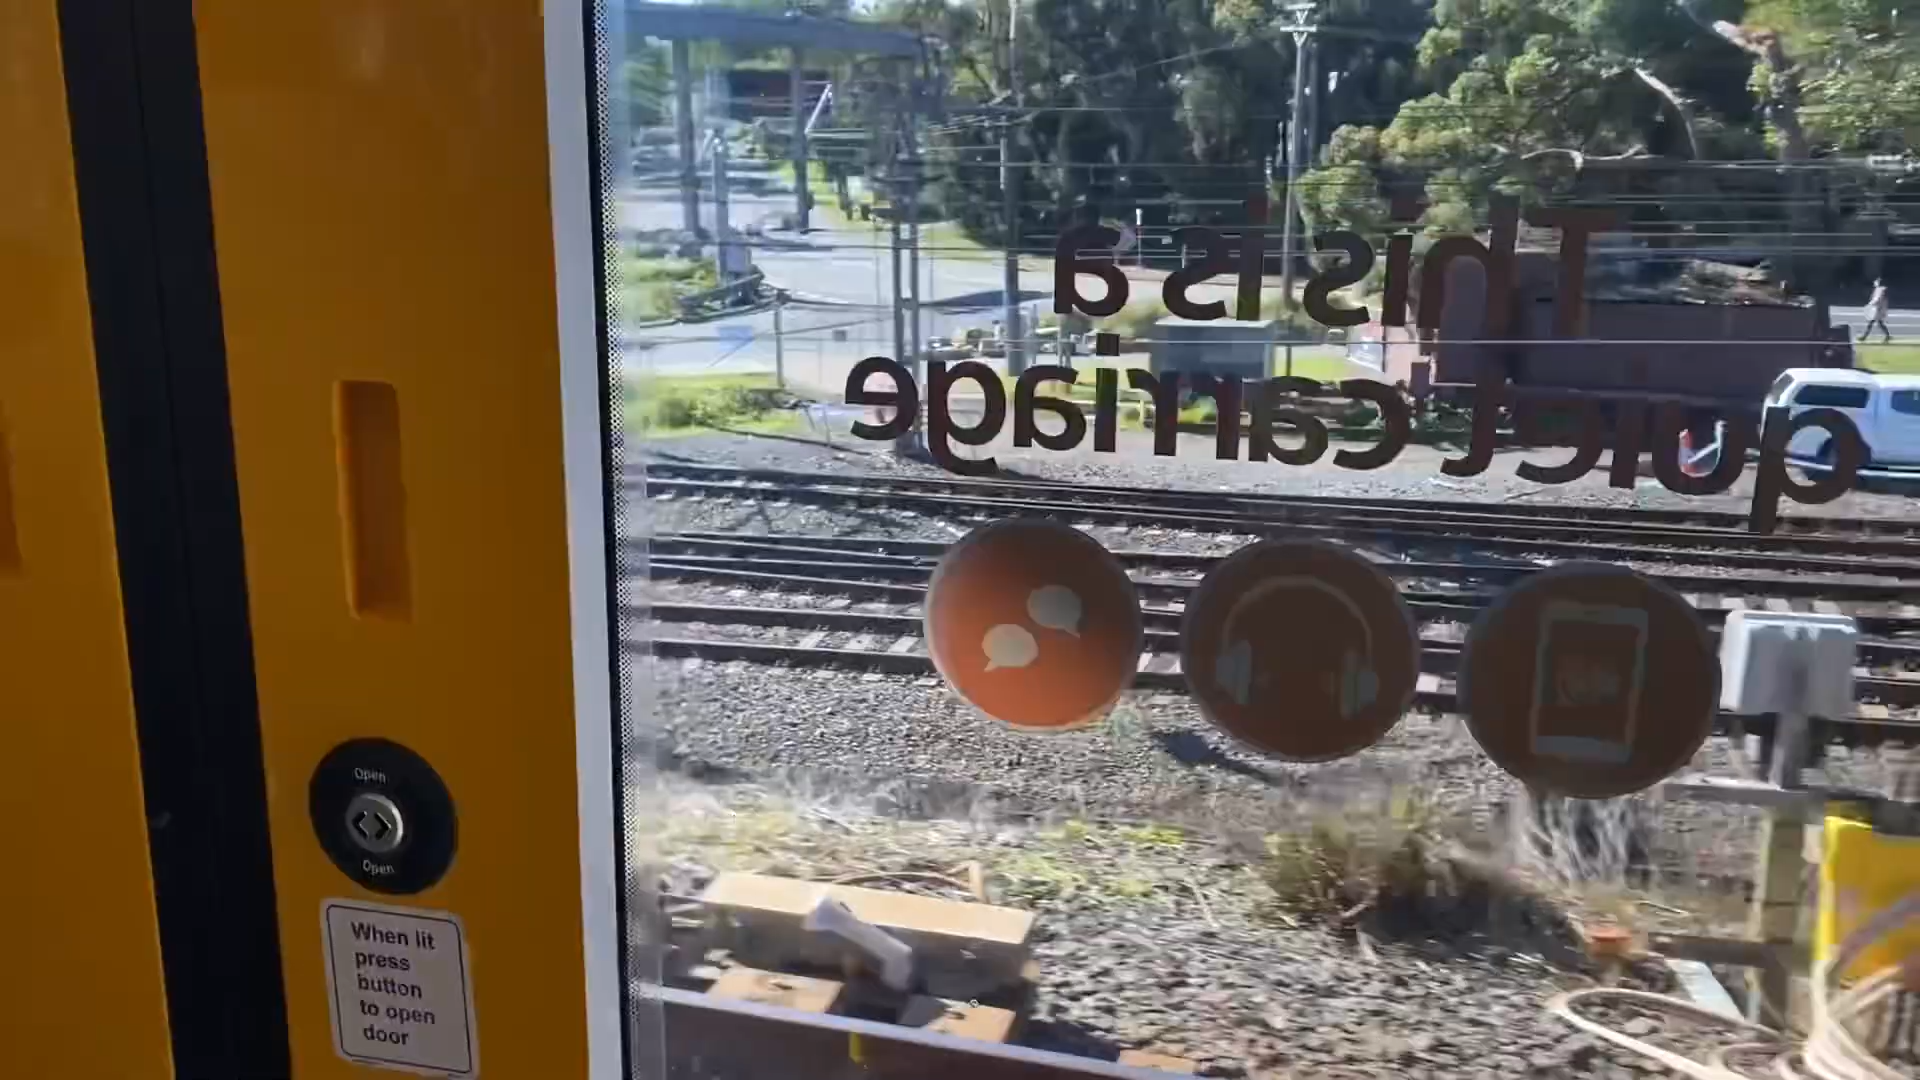 This is a
quiet carriage
Open
Open
When lit
press
button
to open
door